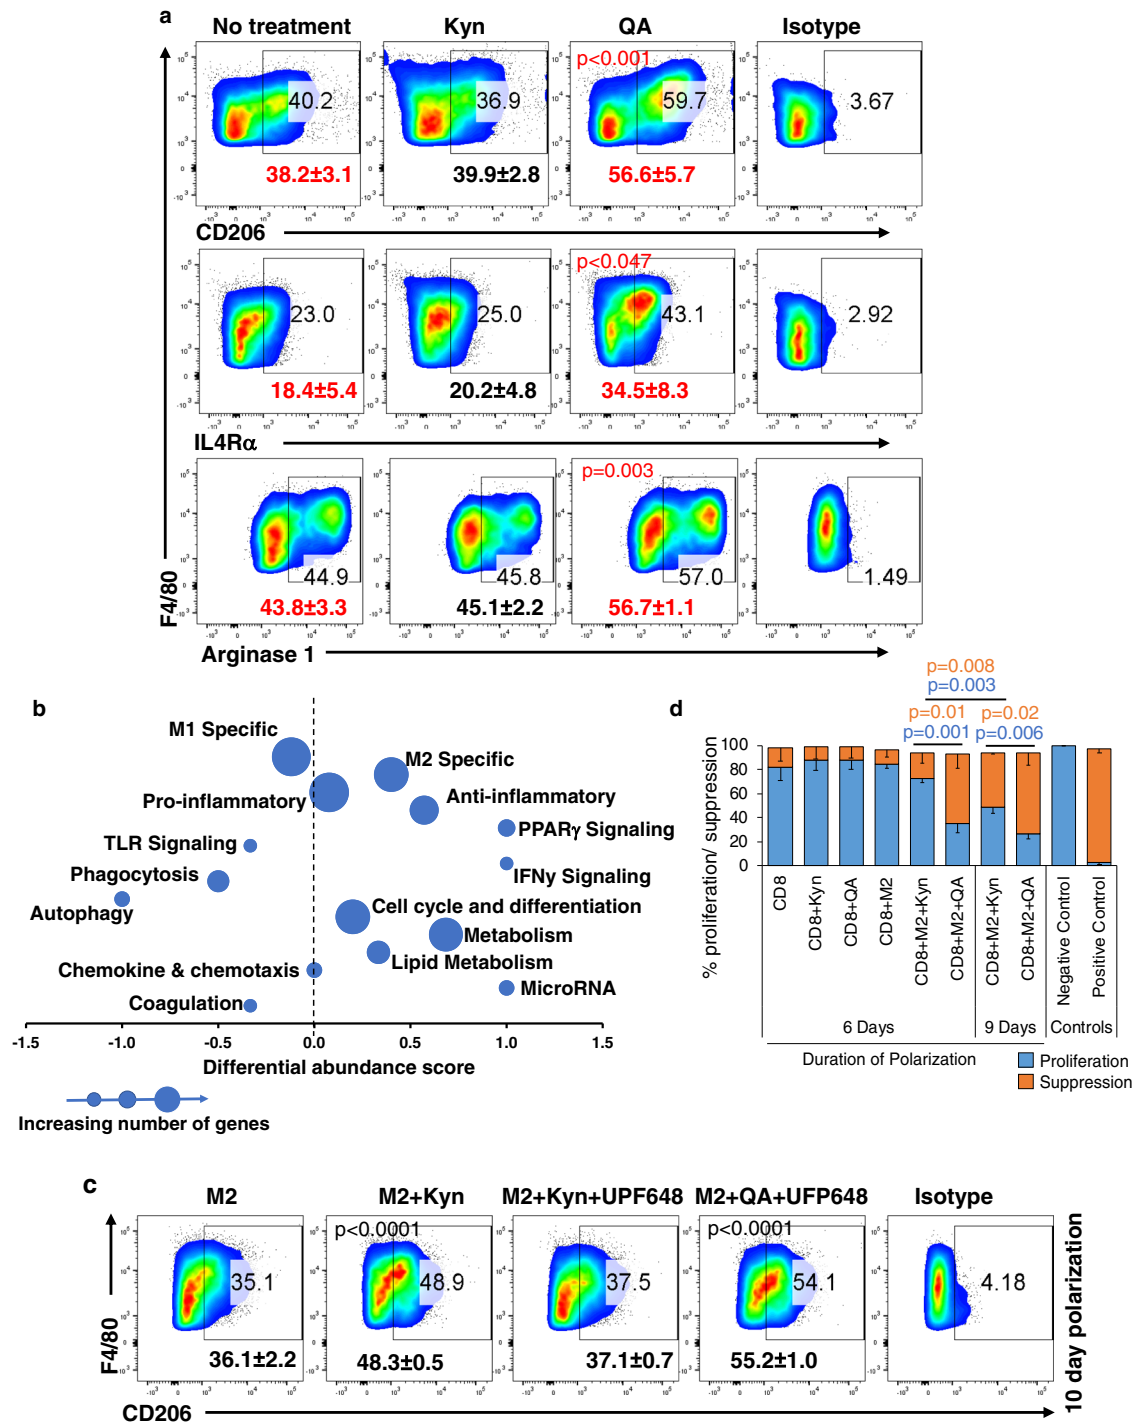 a
No treatment Kyn QA Isotype
p<0.001
40.2 36.9 59.7 3.67
38.2±3.1 39.9±2.8 56.6±5.7
CD206
p<0.047
23.0 25.0 43.1 2.92
18.4±5.4 20.2±4.8 34.5±8.3
IL4Rα
p=0.003
44.9 45.8 57.0 1.49
43.8±3.3 45.1±2.2 56.7±1.1
Arginase 1
F4/80
b
M1 Specific
M2 Specific
Pro-inflammatory
Anti-inflammatory
PPARγ Signaling
TLR Signaling
IFNy Signaling
Phagocytosis
Autophagy
Cell cycle and differentiation
Metabolism
Lipid Metabolism
Chemokine & chemotaxis
MicroRNA
Coagulation
-1.5 -1.0 -0.5 0.0 0.5 1.0 1.5
Differential abundance score
Increasing number of genes
d
p=0.008
p=0.003
p=0.01 p=0.02
p=0.001 p=0.006
% proliferation/ suppression
100
80
60
40
20
0
CD8
CD8+Kyn
CD8+QA
CD8+M2
CD8+M2+Kyn
CD8+M2+QA
CD8+M2+Kyn
CD8+M2+QA
Negative Control
Positive Control
6 Days 9 Days Controls
Duration of Polarization
Proliferation
Suppression
c
M2 M2+Kyn M2+Kyn+UPF648 M2+QA+UFP648 Isotype
p<0.0001 p<0.0001
35.1 48.9 37.5 54.1 4.18
36.1±2.2 48.3±0.5 37.1±0.7 55.2±1.0
F4/80
CD206
10 day polarization